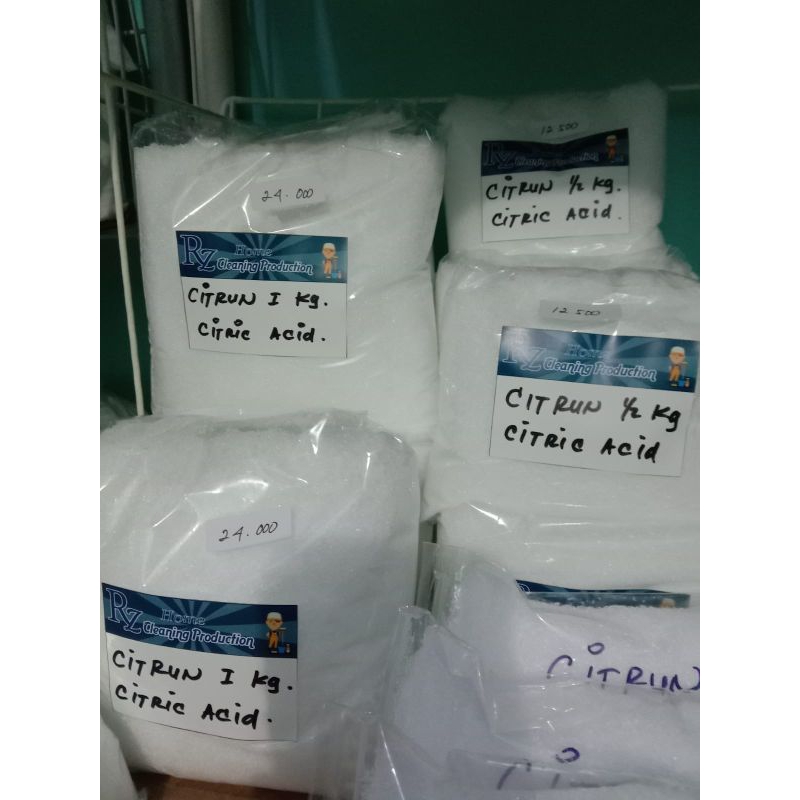 24.000
RZ Home
Cleaning Production
CITRUN I Kg.
CITRIC ACid.
12 500
RZ
Cleaning Production
CITRUN 1/2 Kg.
CITRIC ACid.
12 500
RZ Home
Cleaning Production
CITRUN 1/2 Kg
CITRIC ACid
24.000
RZ Home
Cleaning Production
CITRUN I Kg.
CITRIC ACid.
CITRUN